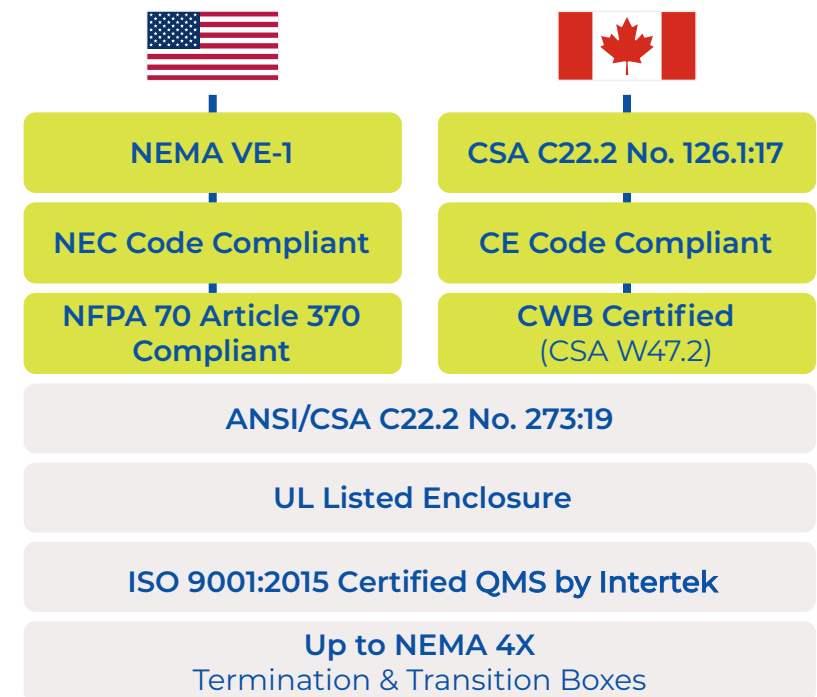 NEMA VE-1
NEC Code Compliant
NFPA 70 Article 370
Compliant
CSA C22.2 No. 126.1:17
CE Code Compliant
CWB Certified
(CSA W47.2)
ANSI/CSA C22.2 No. 273:19
UL Listed Enclosure
ISO 9001:2015 Certified QMS by Intertek
Up to NEMA 4X
Termination & Transition Boxes